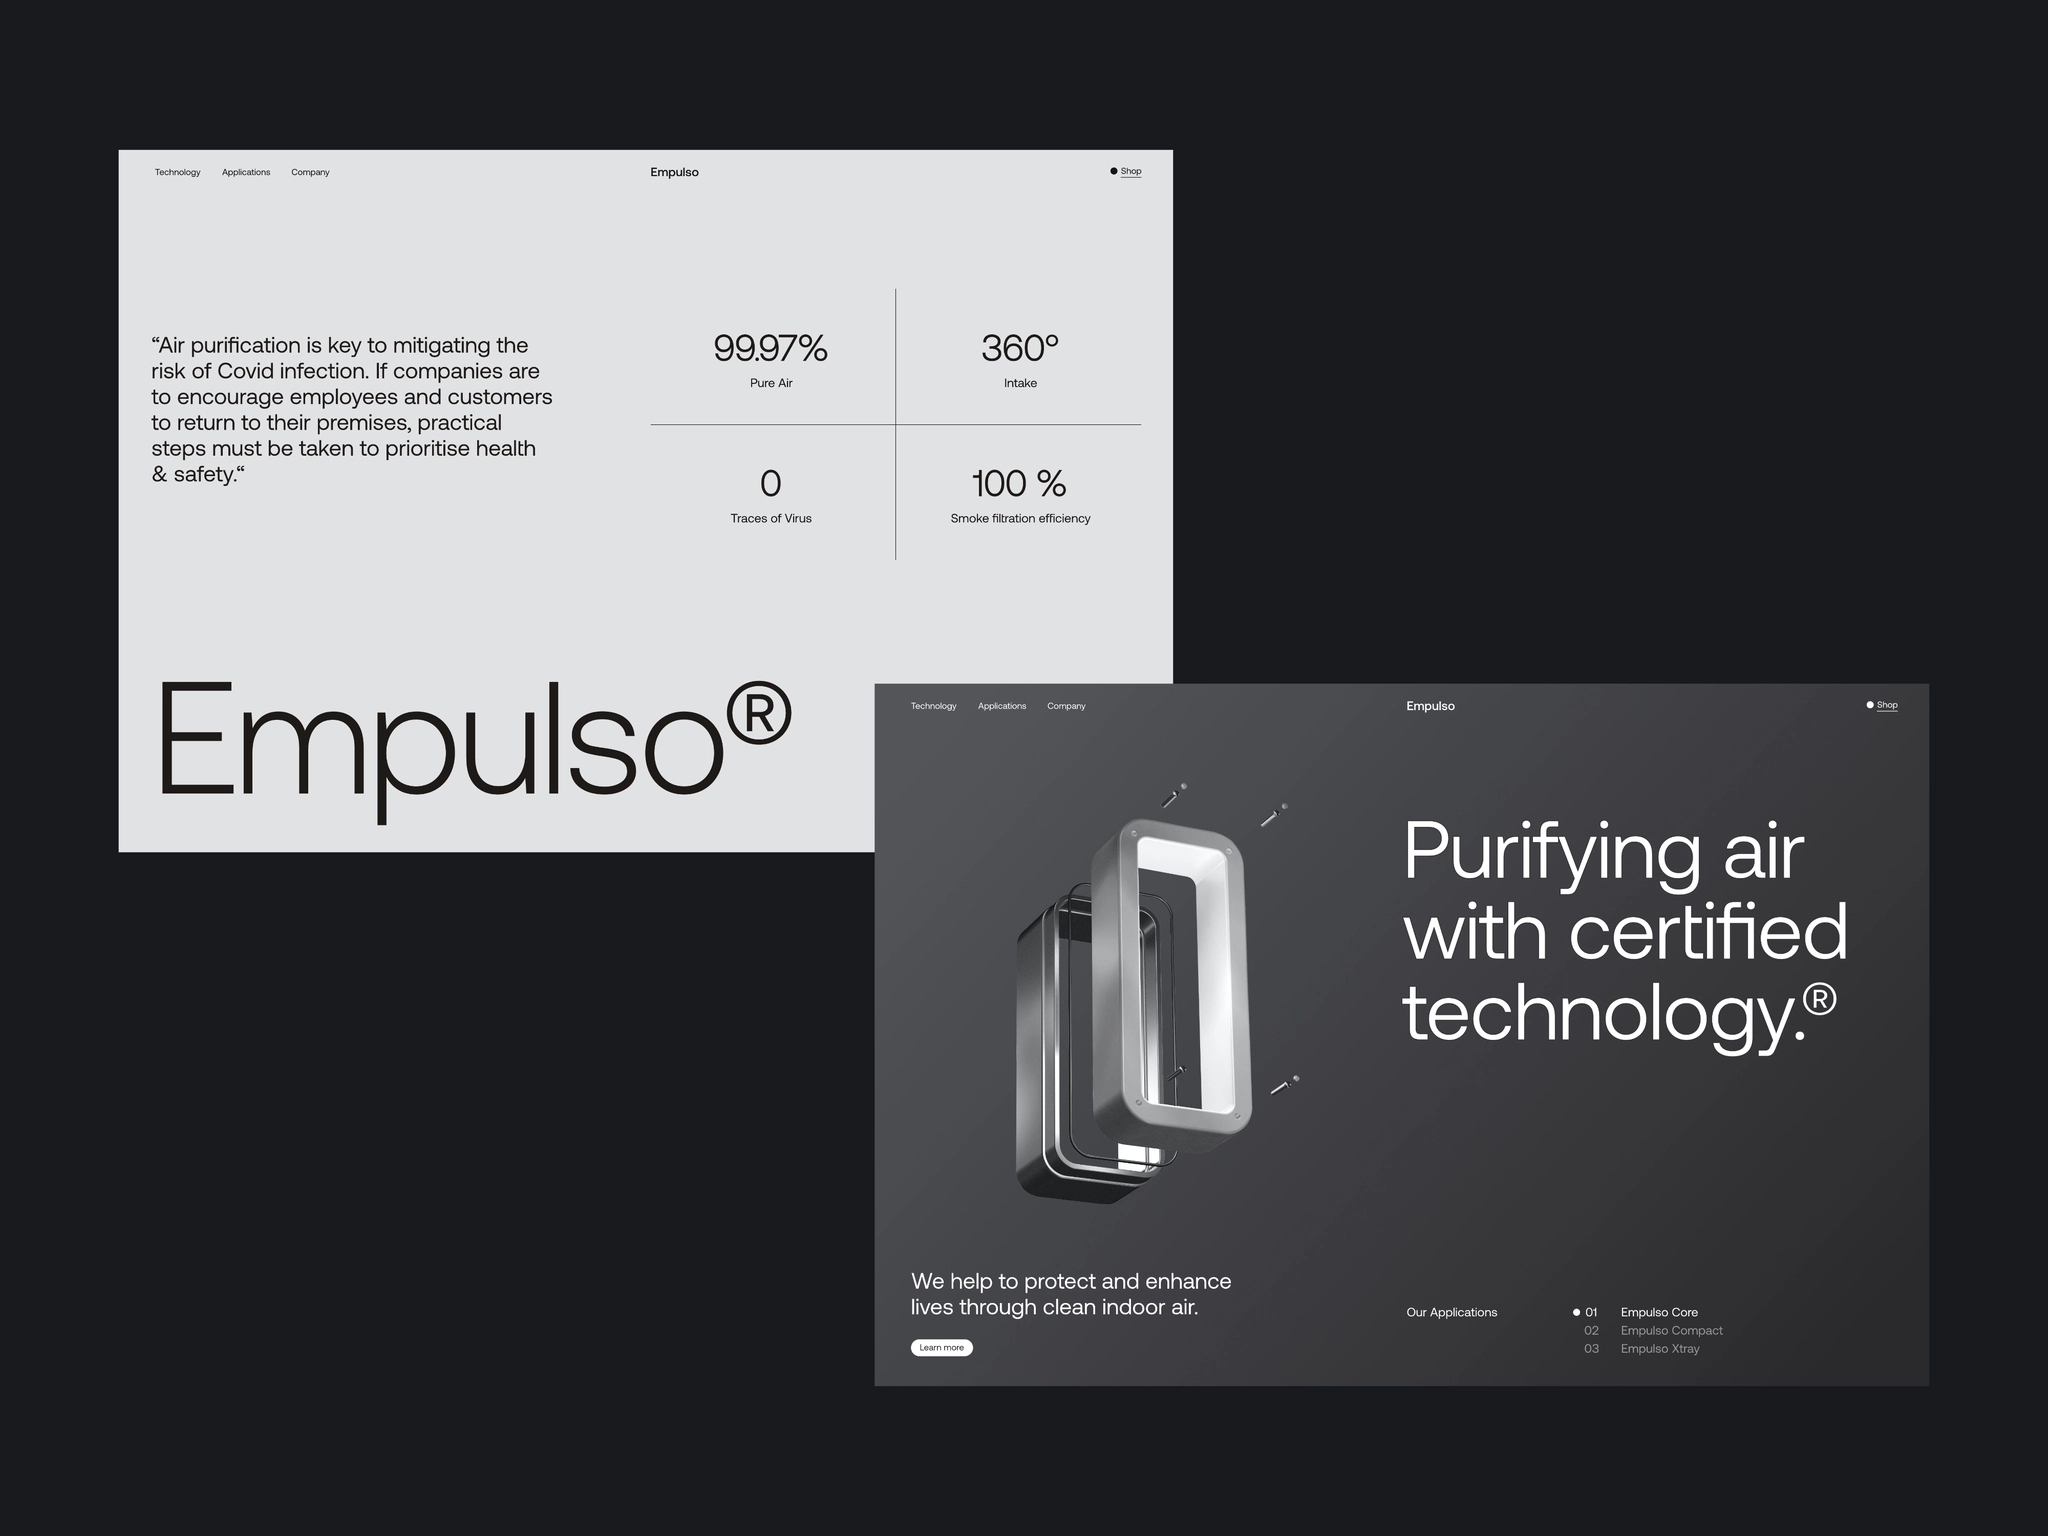 Technology Applications Company
Empulso
Shop
“Air purification is key to mitigating the
risk of Covid infection. If companies are
to encourage employees and customers
to return to their premises, practical
steps must be taken to prioritise health
& safety.“
99.97%
Pure Air
360°
Intake
0
Traces of Virus
100 %
Smoke filtration efficiency
Empulso®
Technology Applications Company
Empulso
Shop
Purifying air
with certified
technology.®
We help to protect and enhance
lives through clean indoor air.
Learn more
Our Applications
01 Empulso Core
02 Empulso Compact
03 Empulso Xtray